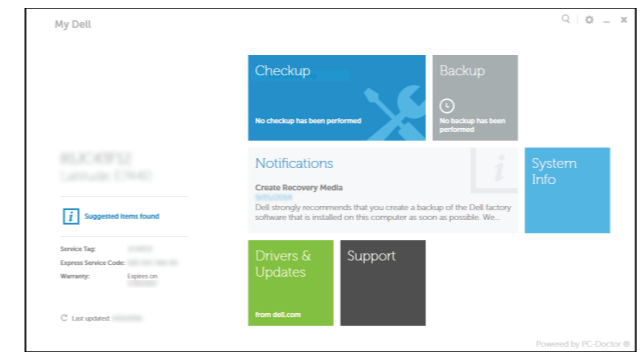 My Dell
Checkup
No checkup has been performed
Backup
No backup has been
performed
Notifications
Create Recovery Media
Dell strongly recommends that you create a backup of the Dell factory
software that is installed on this computer as soon as possible. We...
System
Info
Suggested items found
Service Tag:
Express Service Code:
Warranty: Expires on
Last updated:
Drivers &
Updates
from dell.com
Support
Powered by PC-Doctor ®